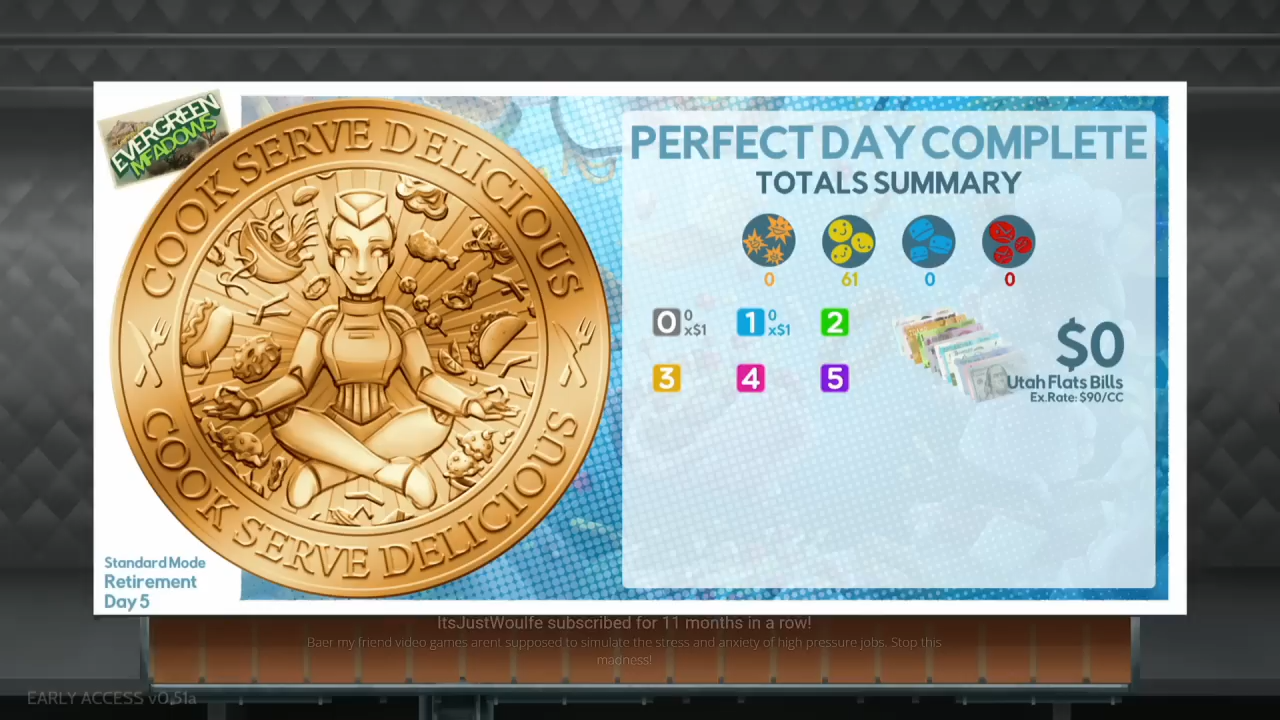 EVERGREEN
MEADOWS
COOK SERVE DELICIOUS
COOK SERVE DELICIOUS
PERFECT DAY COMPLETE
TOTALS SUMMARY
0 61 0 0
0 0 x$1 1 0 x$1 2
3 4 5
$0
Utah Flats Bills
Ex.Rate: $90/CC
Standard Mode
Retirement
Day 5
ItsJustWoulfe subscribed for 11 months in a row!
Baer my friend video games arent supposed to simulate the stress and anxiety of high pressure jobs. Stop this
madness!
EARLY ACCESS v0.51a